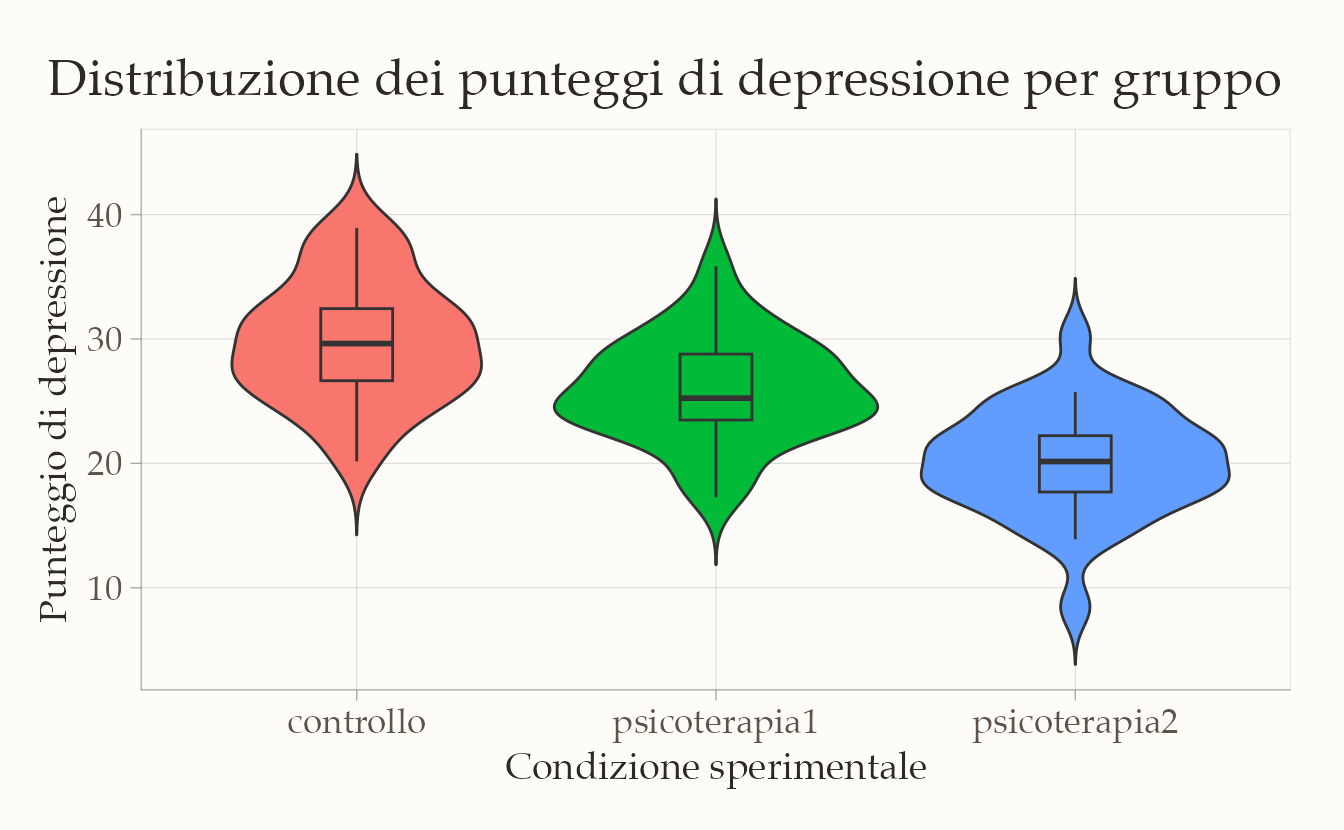 Distribuzione dei punteggi di depressione per gruppo
Punteggio di depressione
40
30
20
10
controllo
psicoterapia1
psicoterapia2
Condizione sperimentale